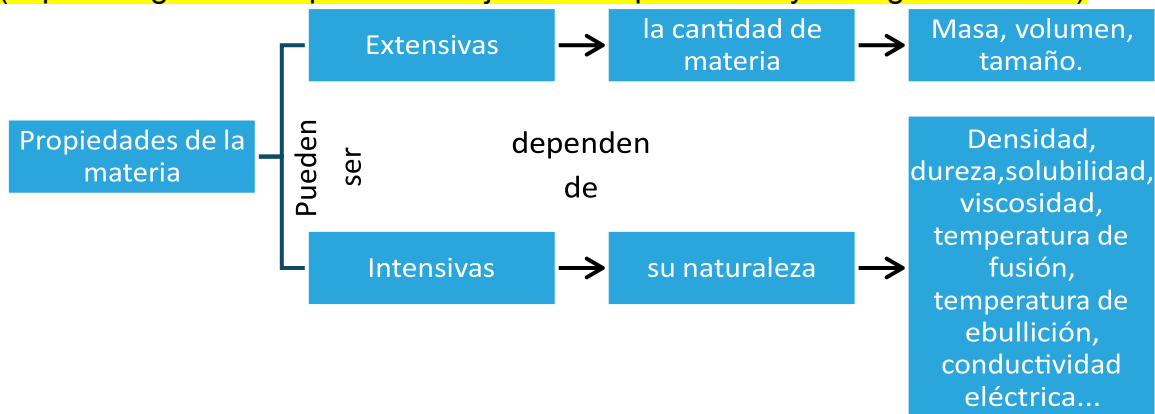 Extensivas
la cantidad de
materia
Masa, volumen,
tamaño.
Propiedades de la
materia
Pueden
ser
dependen
de
Intensivas
su naturaleza
Densidad,
dureza,solubilidad,
viscosidad,
temperatura de
fusión,
temperatura de
ebullición,
conductividad
eléctrica...